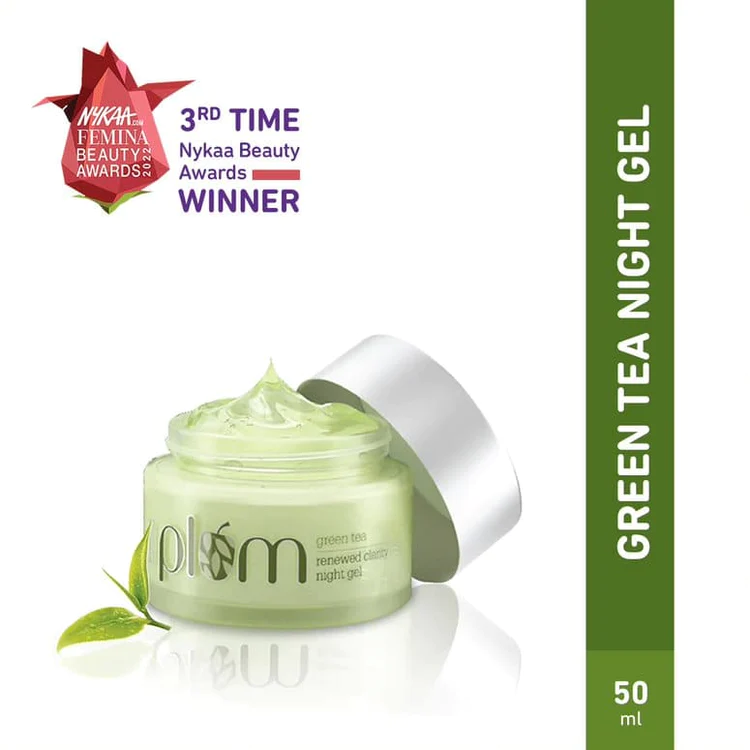 NYKAA.com
FEMINA
BEAUTY
AWARDS 2022
3RD TIME
Nykaa Beauty
Awards
WINNER
plum
green tea
renewed clarity
night gel
GREEN TEA NIGHT GEL
50
ml